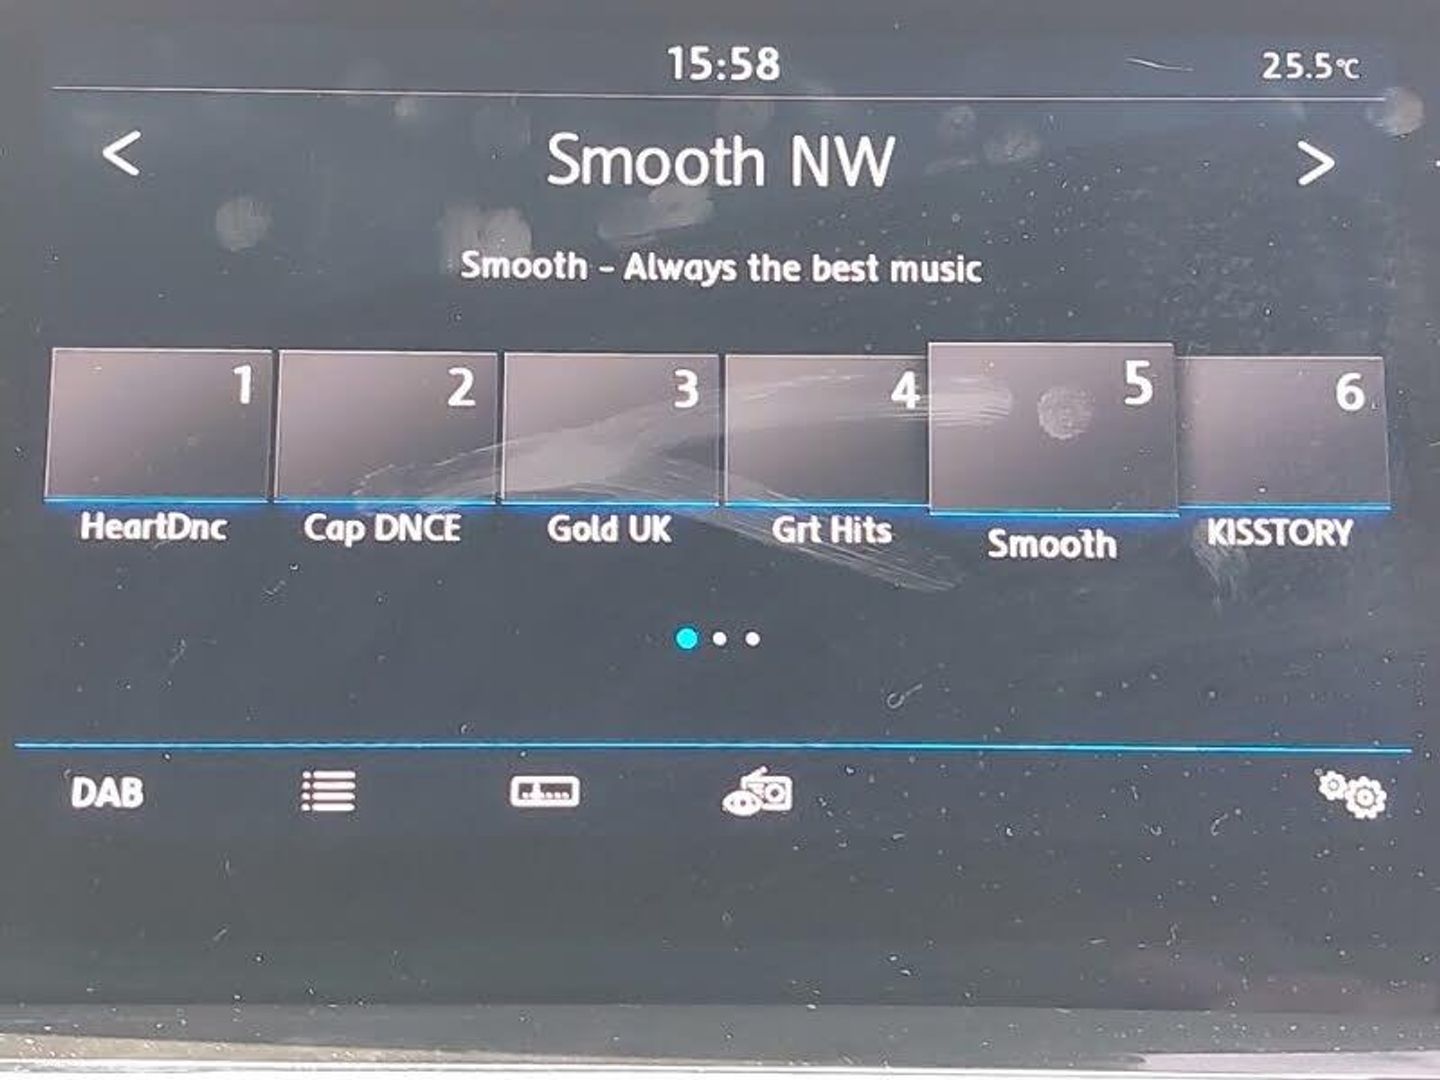 15:58
25.5°C
<
Smooth NW
>
Smooth - Always the best music
1
2
3
4
5
6
HeartDnc
Cap DNCE
Gold UK
Grt Hits
Smooth
KISSTORY
DAB